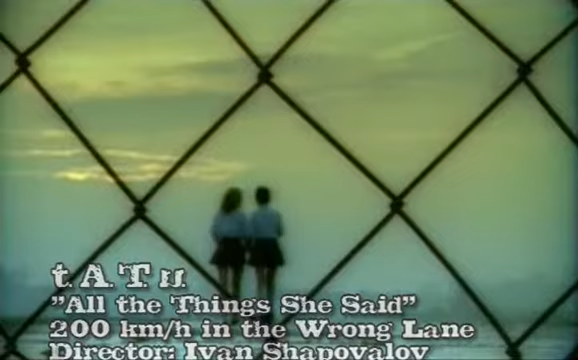 t.A.T.u.
"All the Things She Said"
200 km/h in the Wrong Lane
Director: Ivan Shapovalov